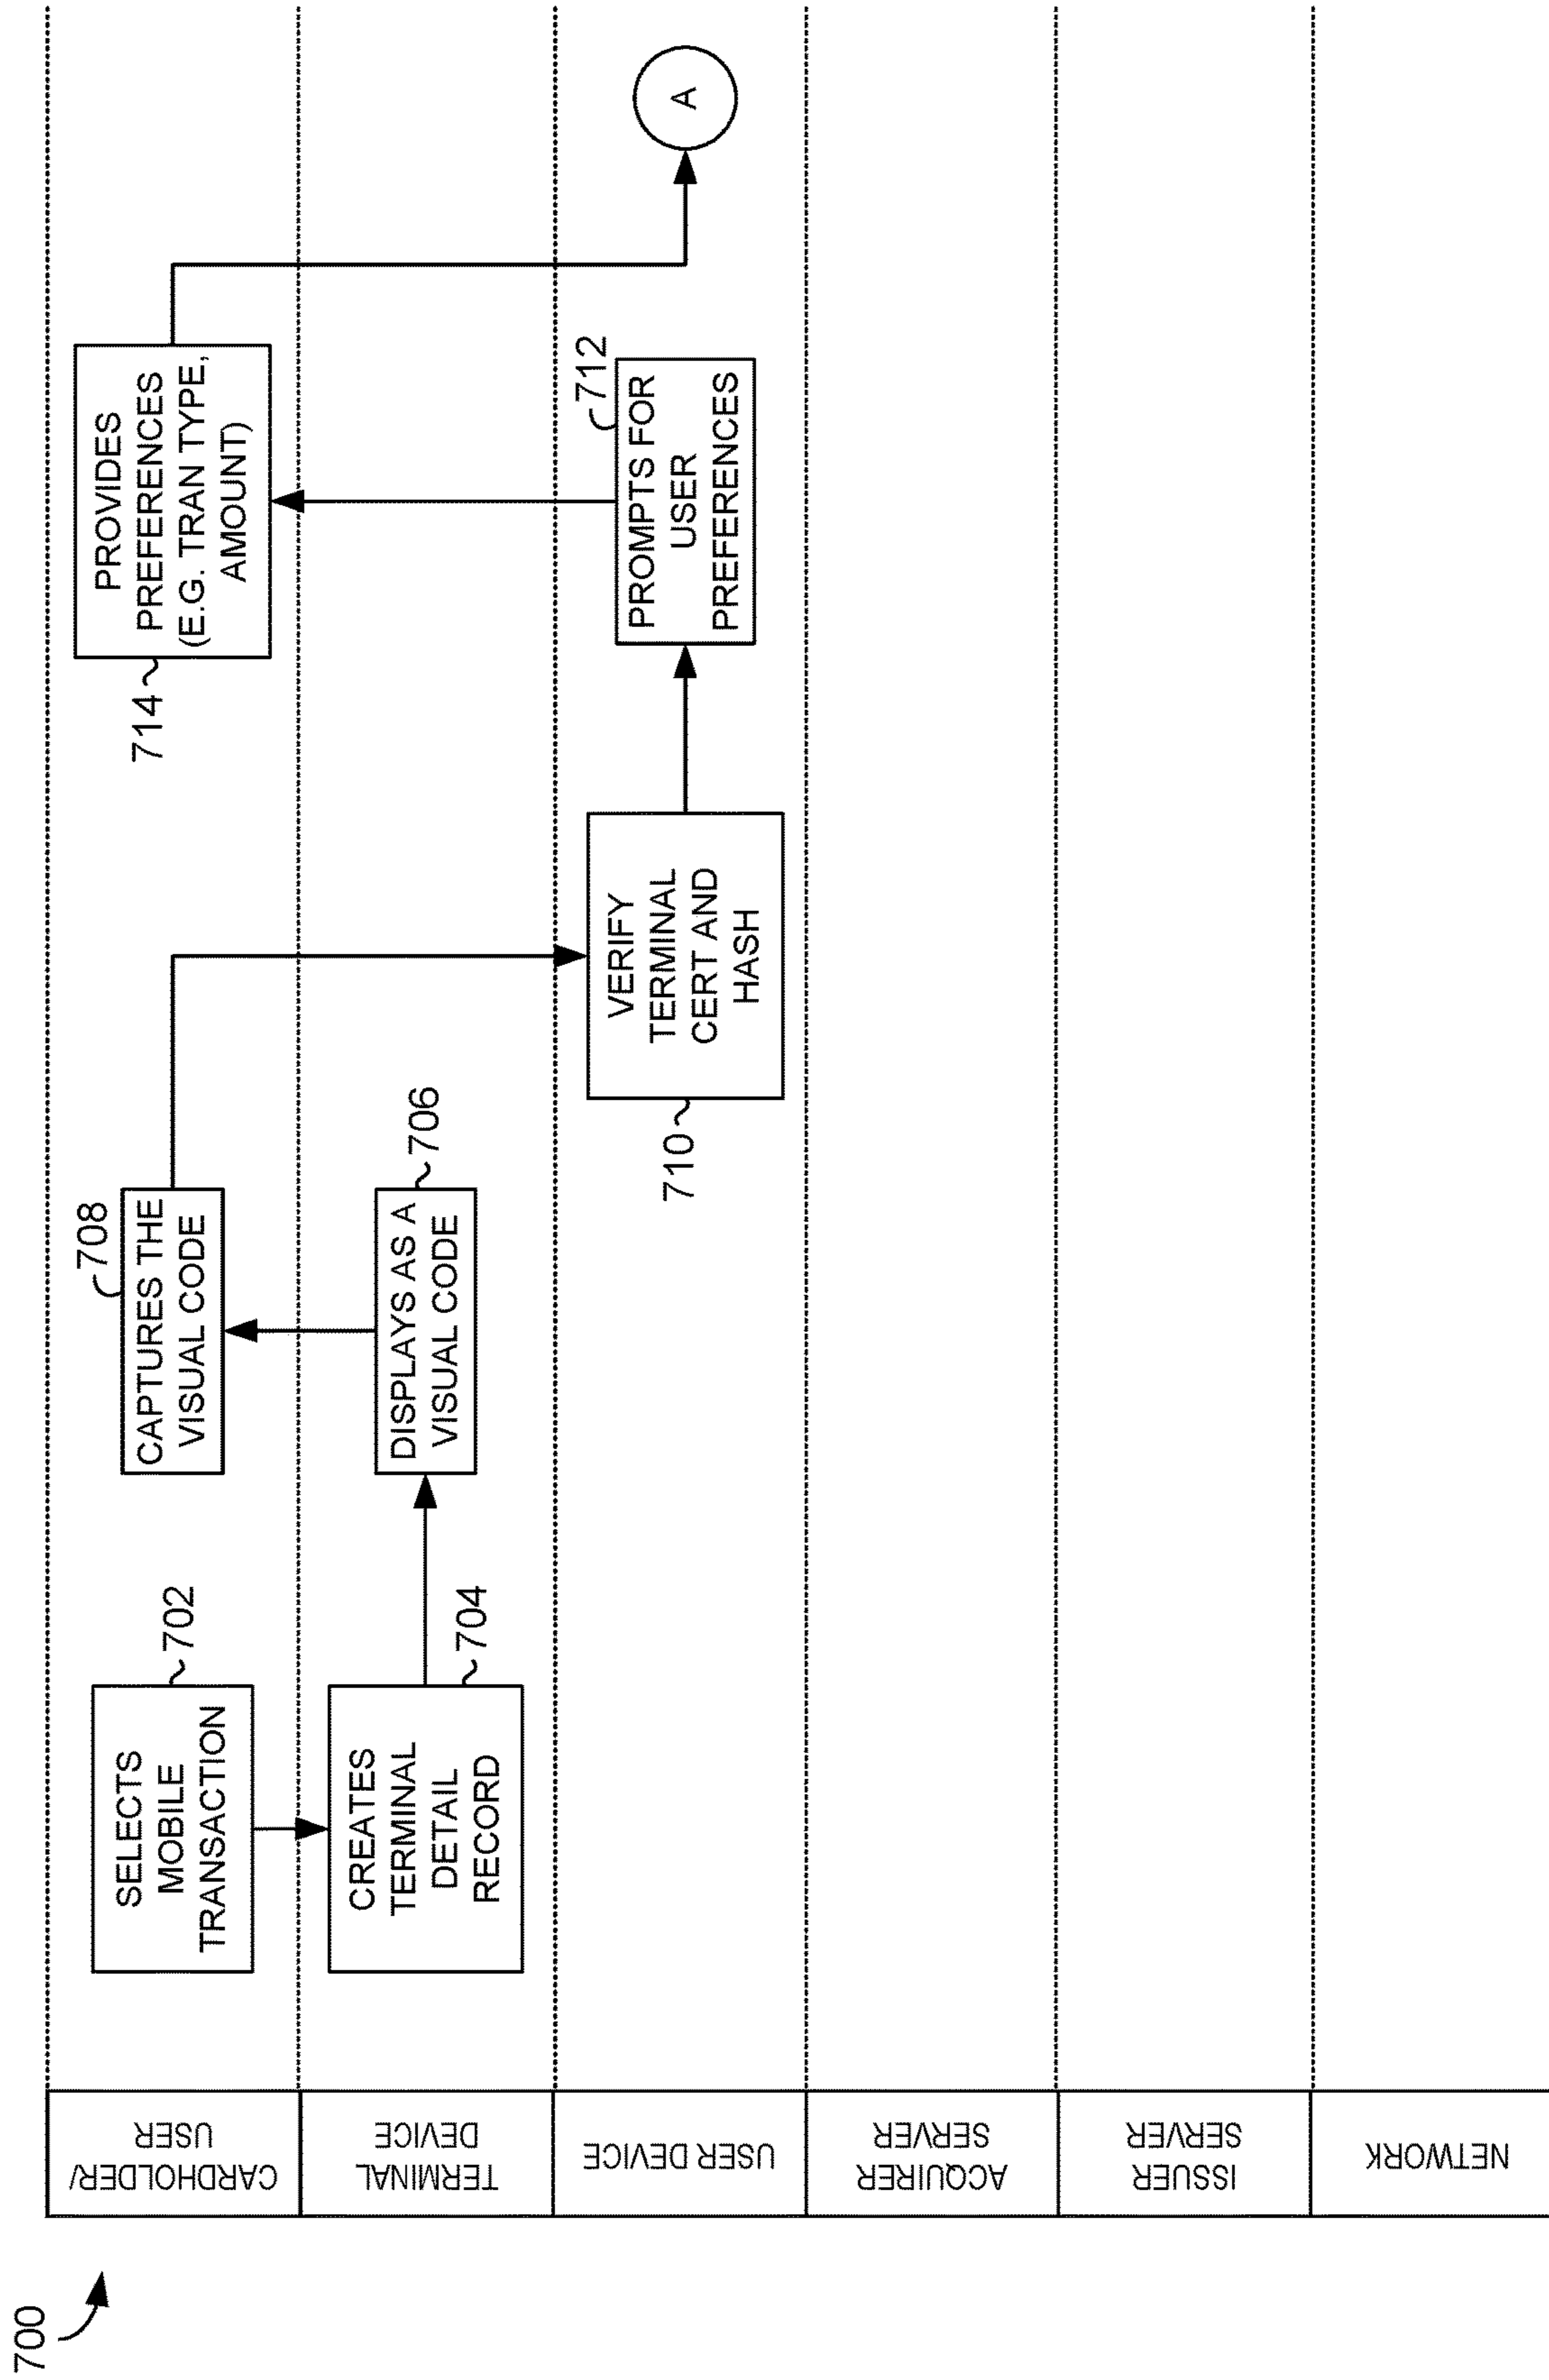 700
CARDHOLDER/
USER
TERMINAL
DEVICE
USER DEVICE
ACQUIRER
SERVER
ISSUER
SERVER
NETWORK
SELECTS
MOBILE
TRANSACTION
702
CREATES
TERMINAL
DETAIL
RECORD
704
DISPLAYS AS A
VISUAL CODE
706
CAPTURES THE
VISUAL CODE
708
VERIFY
TERMINAL
CERT AND
HASH
710
PROMPTS FOR
USER
PREFERENCES
712
PROVIDES
PREFERENCES
(E.G. TRAN TYPE,
AMOUNT)
714
A